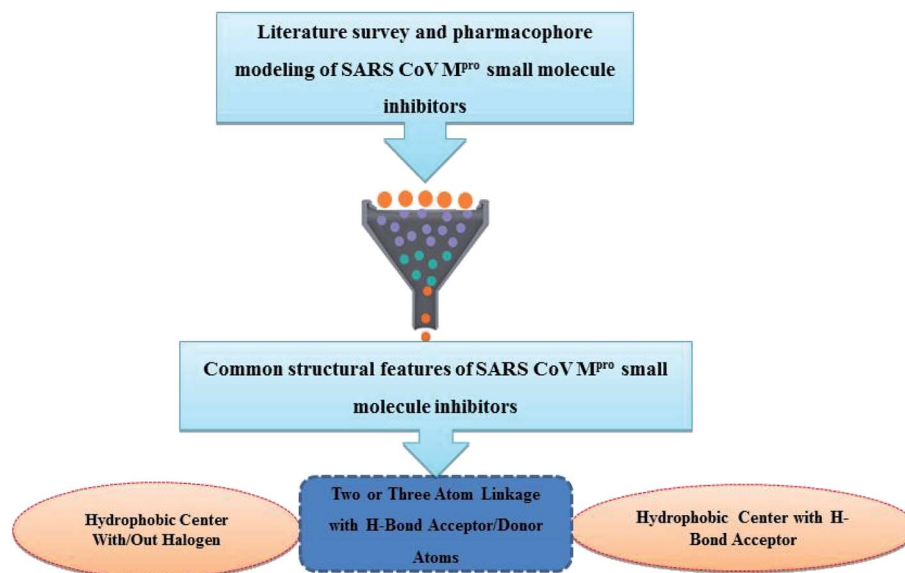 Literature survey and pharmacophore
modeling of SARS CoV M^pro small molecule
inhibitors
Common structural features of SARS CoV M^pro small
molecule inhibitors
Hydrophobic Center
With/Out Halogen
Two or Three Atom Linkage
with H-Bond Acceptor/Donor
Atoms
Hydrophobic Center with H-
Bond Acceptor